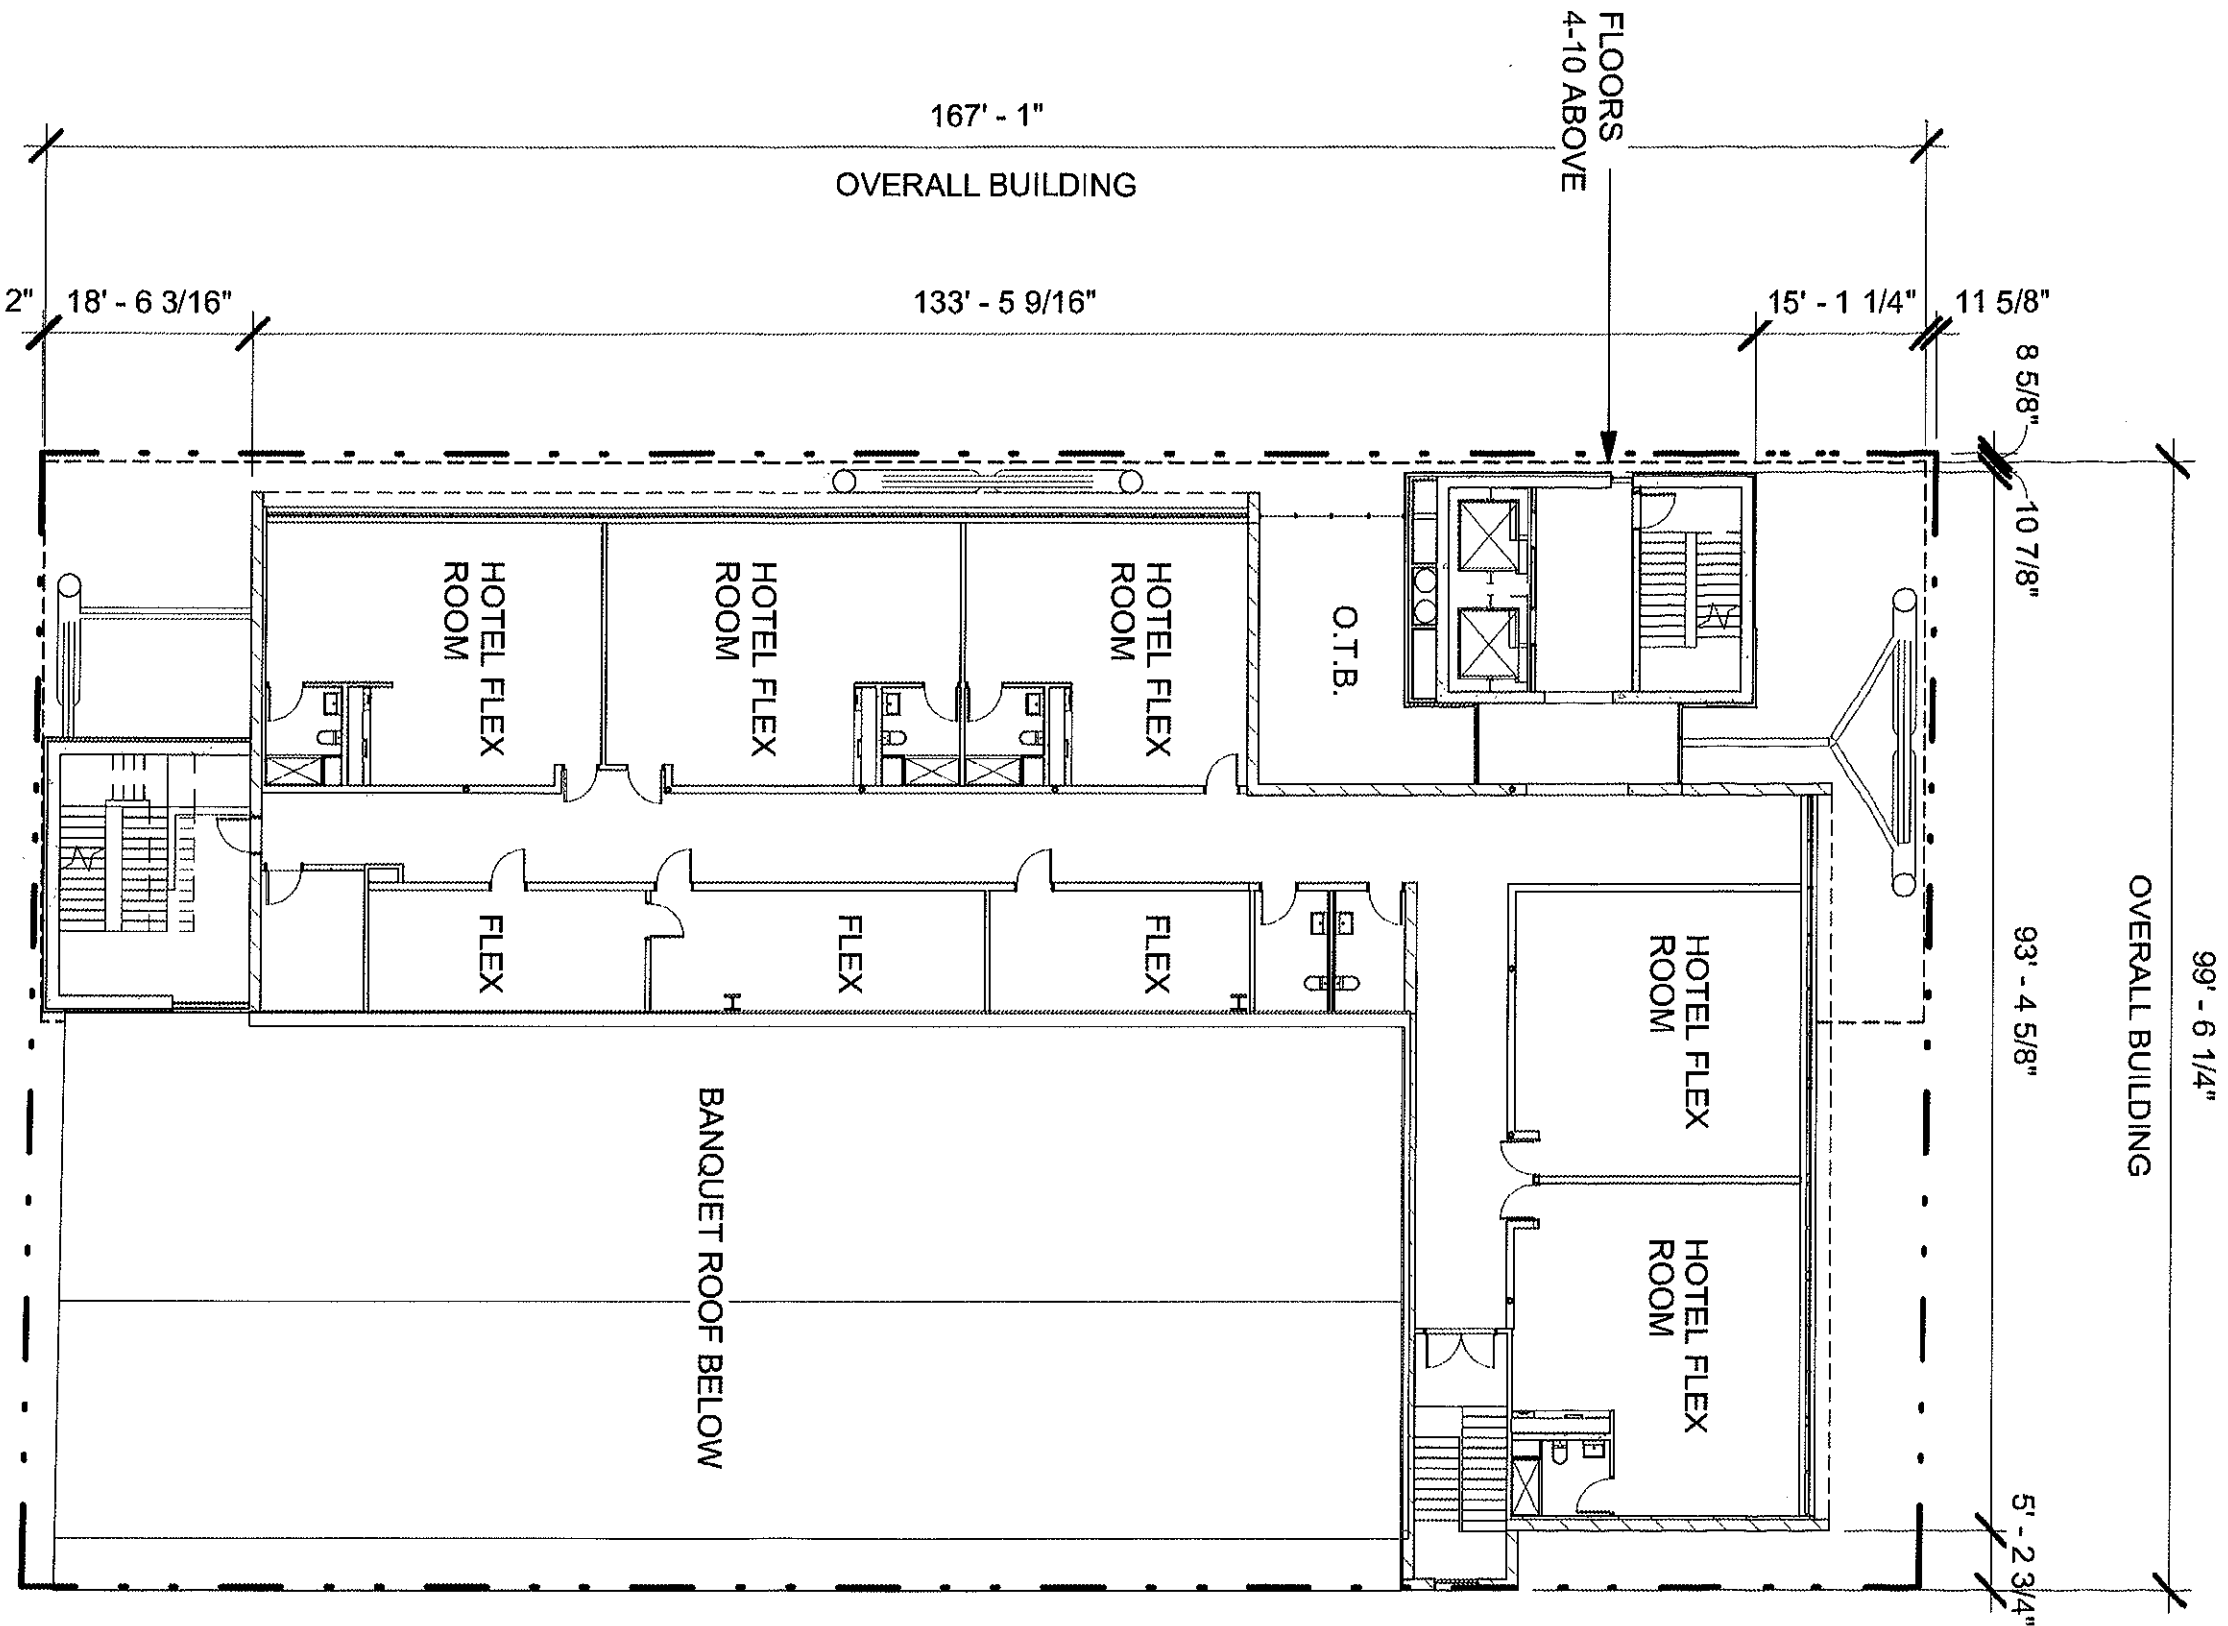 FLOORS
4-10 ABOVE
167' - 1"
OVERALL BUILDING
2"
18' - 6 3/16"
133' - 5 9/16"
15' - 1 1/4"
11 5/8"
8 5/8"
10 7/8"
HOTEL FLEX
ROOM
HOTEL FLEX
ROOM
HOTEL FLEX
ROOM
O.T.B.
OVERALL BUILDING
99' - 6 1/4"
93' - 4 5/8"
FLEX
FLEX
FLEX
HOTEL FLEX
ROOM
HOTEL FLEX
ROOM
BANQUET ROOF BELOW
5' - 2 3/4"